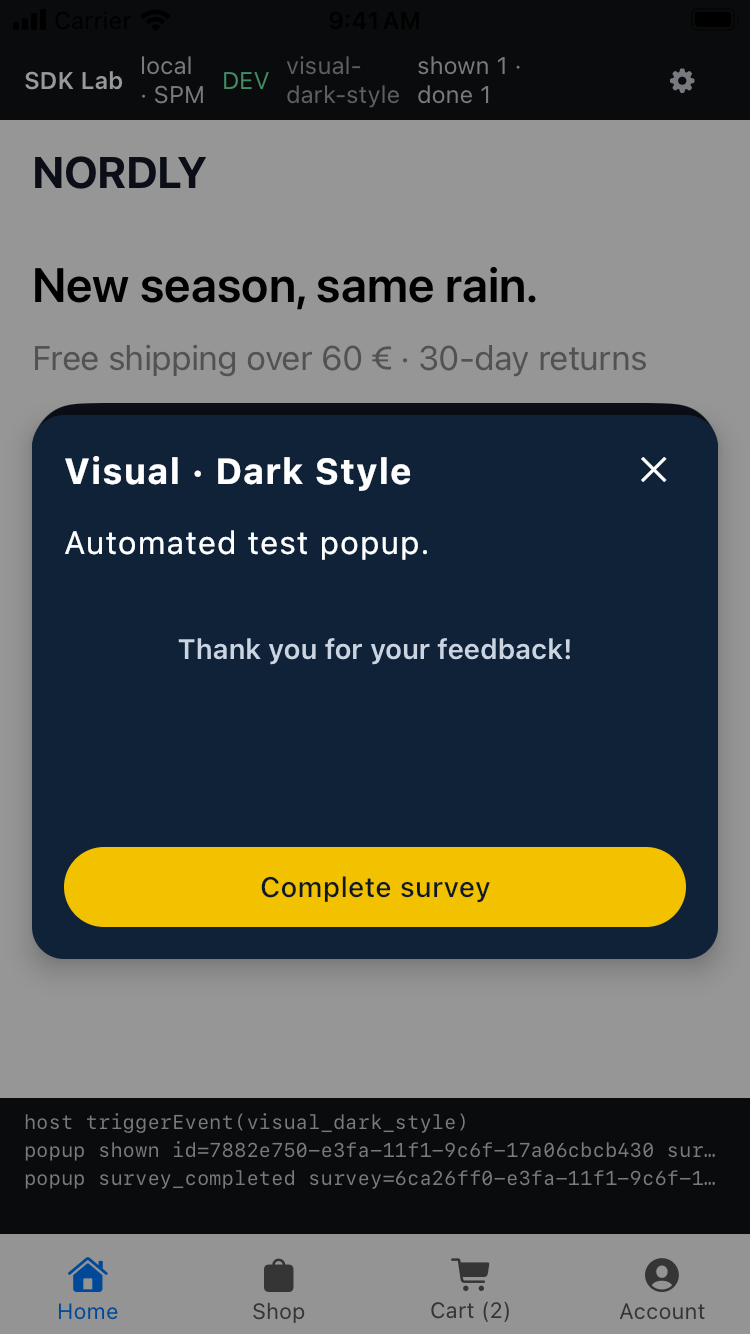 Carrier 9:41 AM
SDK Lab local · SPM DEV visual-dark-style shown 1 · done 1
NORDLY
New season, same rain.
Free shipping over 60 € · 30-day returns
Visual · Dark Style
Automated test popup.
Thank you for your feedback!
Complete survey
host triggerEvent(visual_dark_style)
popup shown id=7882e750-e3fa-11f1-9c6f-17a06cbcb430 sur…
popup survey_completed survey=6ca26ff0-e3fa-11f1-9c6f-1…
Home Shop Cart (2) Account